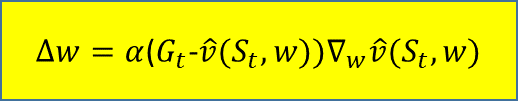 Δw = α(G_t-v̂(S_t, w))∇_w v̂(S_t, w)